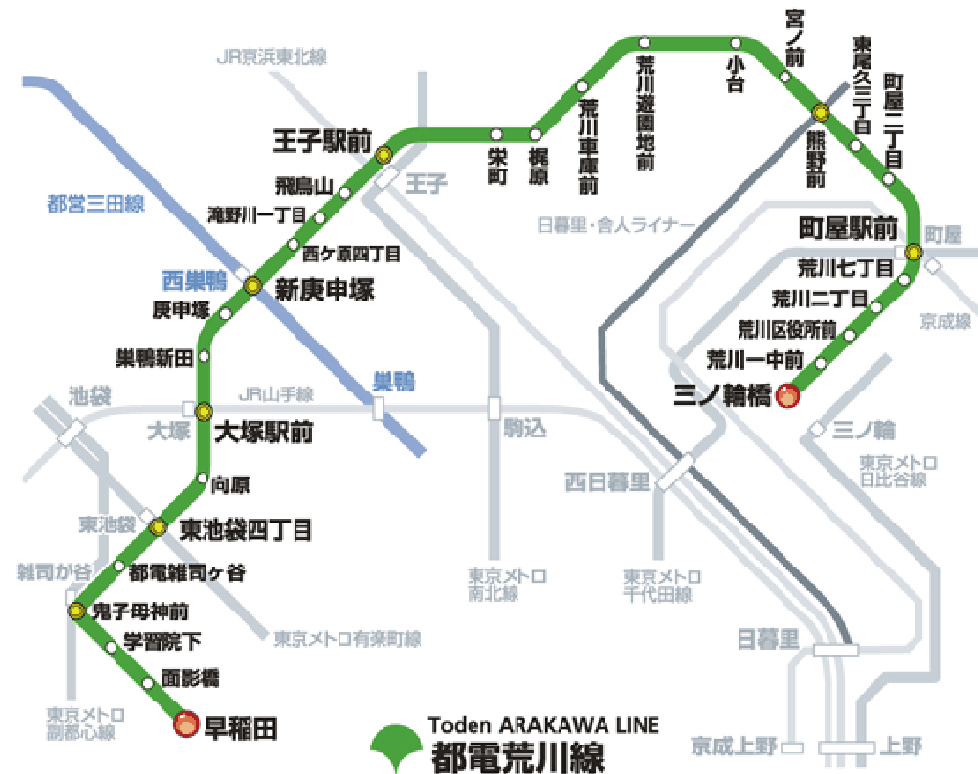 JR京浜東北線
王子駅前
飛鳥山
滝野川一丁目
西ケ原四丁目
都営三田線
西巣鴨
新庚申塚
庚申塚
巣鴨新田
池袋
JR山手線
巣鴨
大塚
大塚駅前
駒込
向原
東池袋
東池袋四丁目
雑司が谷
都電雑司ヶ谷
鬼子母神前
学習院下
東京メトロ有楽町線
面影橋
東京メトロ
副都心線
早稲田
王子
栄町
梶原
荒川車庫前
荒川遊園地前
小台
宮ノ前
熊野前
東尾久三丁目
町屋二丁目
日暮里・舎人ライナー
町屋駅前
町屋
荒川七丁目
荒川二丁目
京成線
荒川区役所前
荒川一中前
三ノ輪橋
三ノ輪
東京メトロ
日比谷線
西日暮里
東京メトロ
南北線
東京メトロ
千代田線
日暮里
京成上野
上野
Toden ARAKAWA LINE
都電荒川線